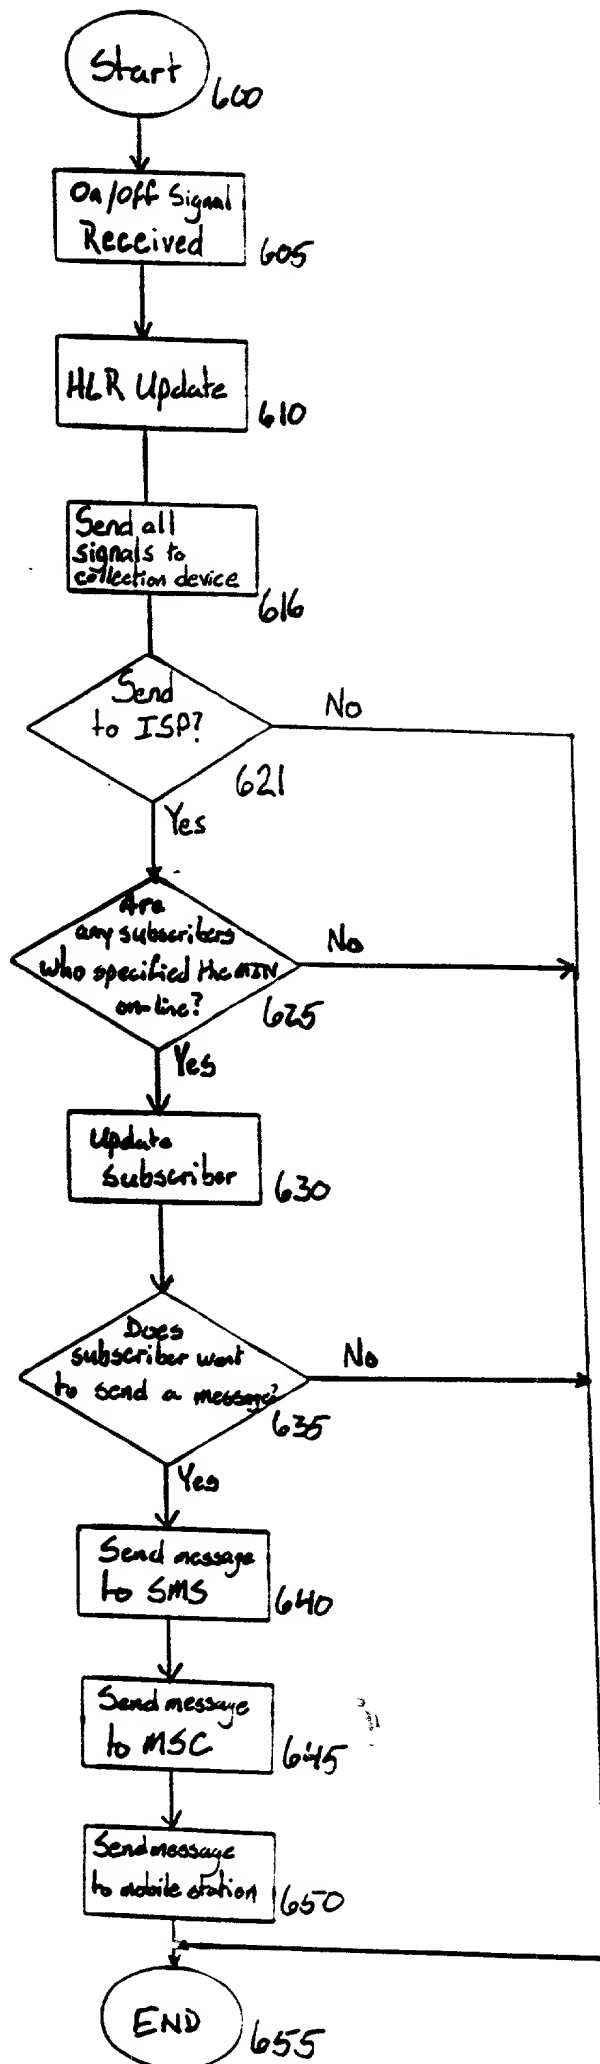 Start
600
On/Off Signal
Received
605
HLR Update
610
Send all
signals to
collection device
616
Send
to ISP?
No
621
Yes
Are
any subscribers
who specified the MIN
on-line?
No
625
Yes
Update
Subscriber
630
Does
subscriber want
to send a message?
No
635
Yes
Send message
to SMS
640
Send message
to MSC
645
Send message
to mobile station
650
END
655